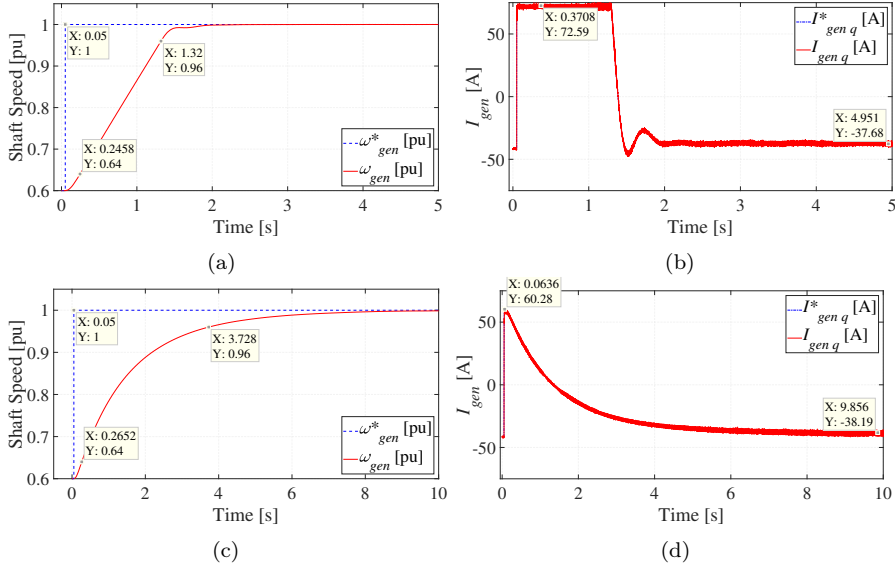 1
0.9
0.8
0.7
0.6
Shaft Speed [pu]
X: 0.05
Y: 1
X: 1.32
Y: 0.96
X: 0.2458
Y: 0.64
ω*gen [pu]
ωgen [pu]
0 1 2 3 4 5
Time [s]
(a)
50
0
-50
Igen [A]
X: 0.3708
Y: 72.59
I*gen q [A]
Igen q [A]
X: 4.951
Y: -37.68
0 1 2 3 4 5
Time [s]
(b)
1
0.9
0.8
0.7
0.6
Shaft Speed [pu]
X: 0.05
Y: 1
X: 3.728
Y: 0.96
X: 0.2652
Y: 0.64
ω*gen [pu]
ωgen [pu]
0 2 4 6 8 10
Time [s]
(c)
X: 0.0636
Y: 60.28
50
0
-50
Igen [A]
I*gen q [A]
Igen q [A]
X: 9.856
Y: -38.19
0 2 4 6 8 10
Time [s]
(d)